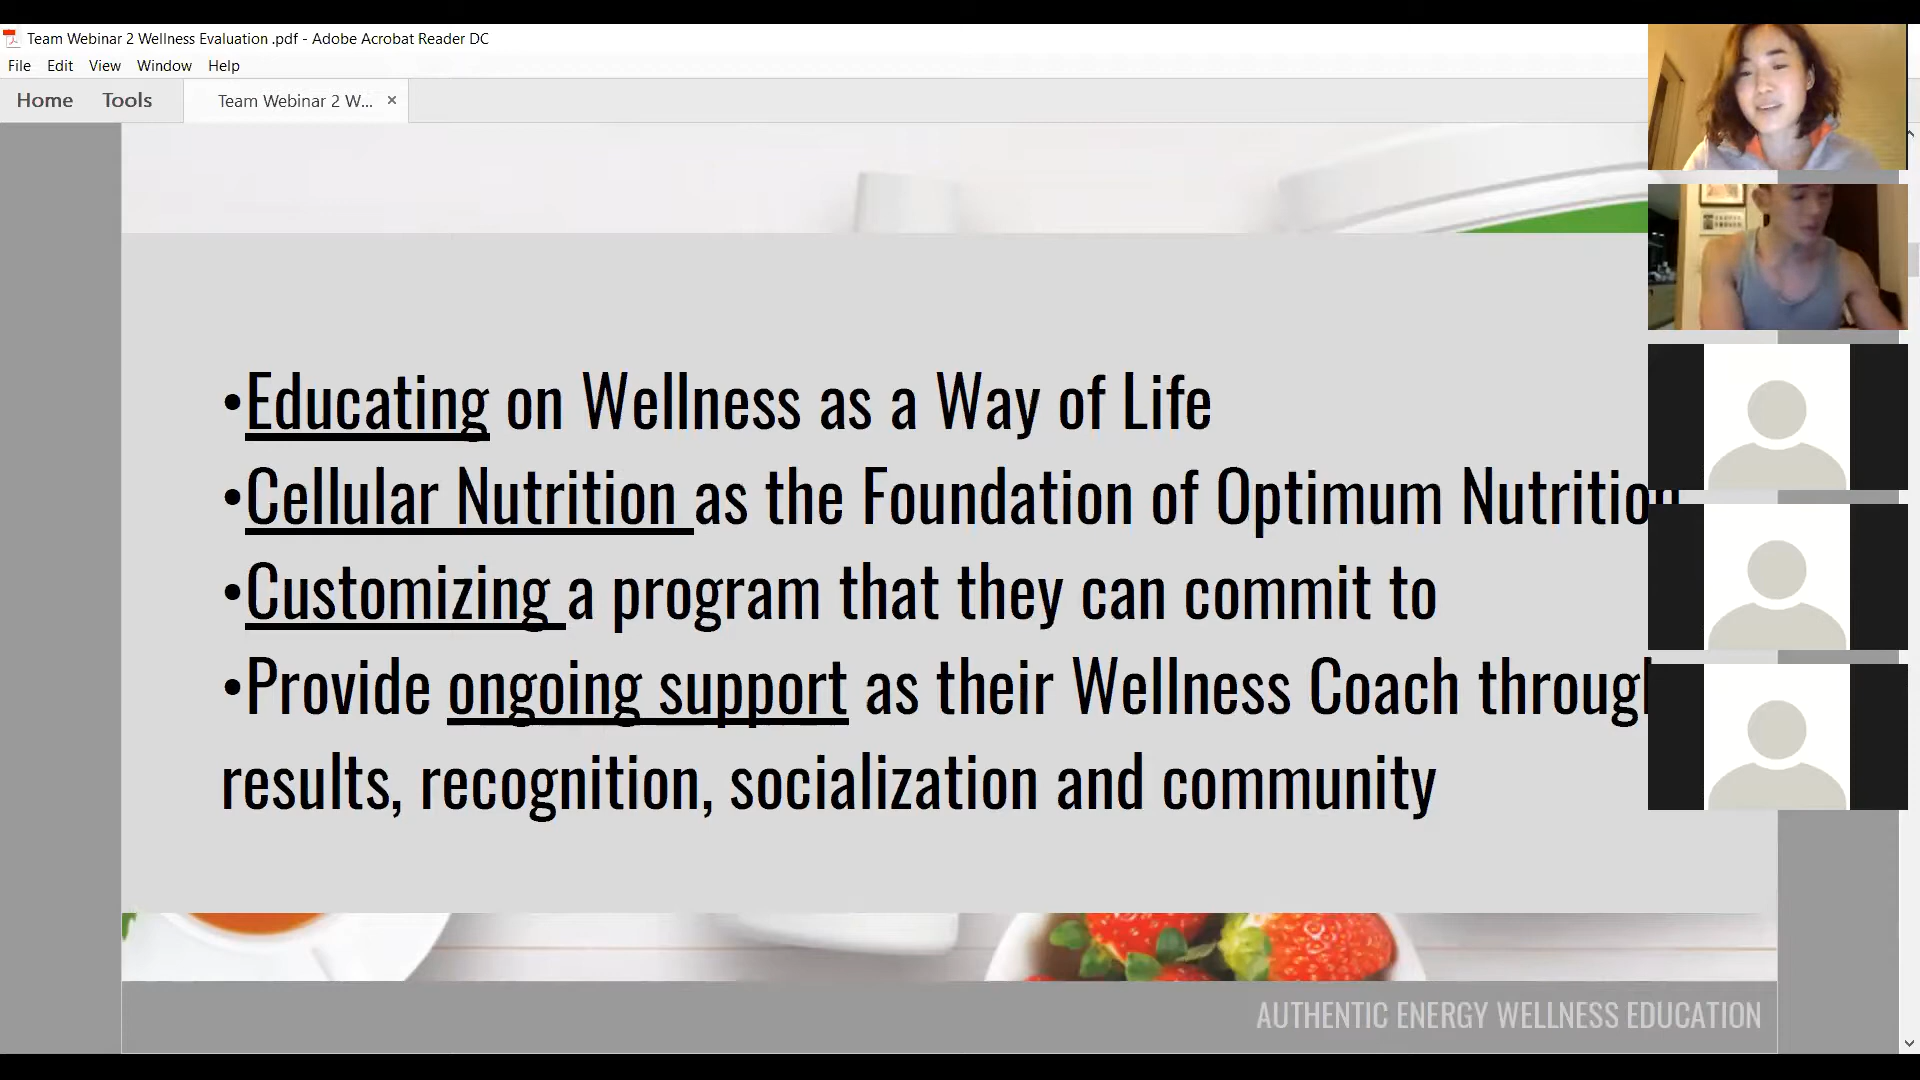 Team Webinar 2 Wellness Evaluation .pdf - Adobe Acrobat Reader DC
File Edit View Window Help
Home Tools Team Webinar 2 W... ×
•Educating on Wellness as a Way of Life
•Cellular Nutrition as the Foundation of Optimum Nutrition
•Customizing a program that they can commit to
•Provide ongoing support as their Wellness Coach through
results, recognition, socialization and community
AUTHENTIC ENERGY WELLNESS EDUCATION